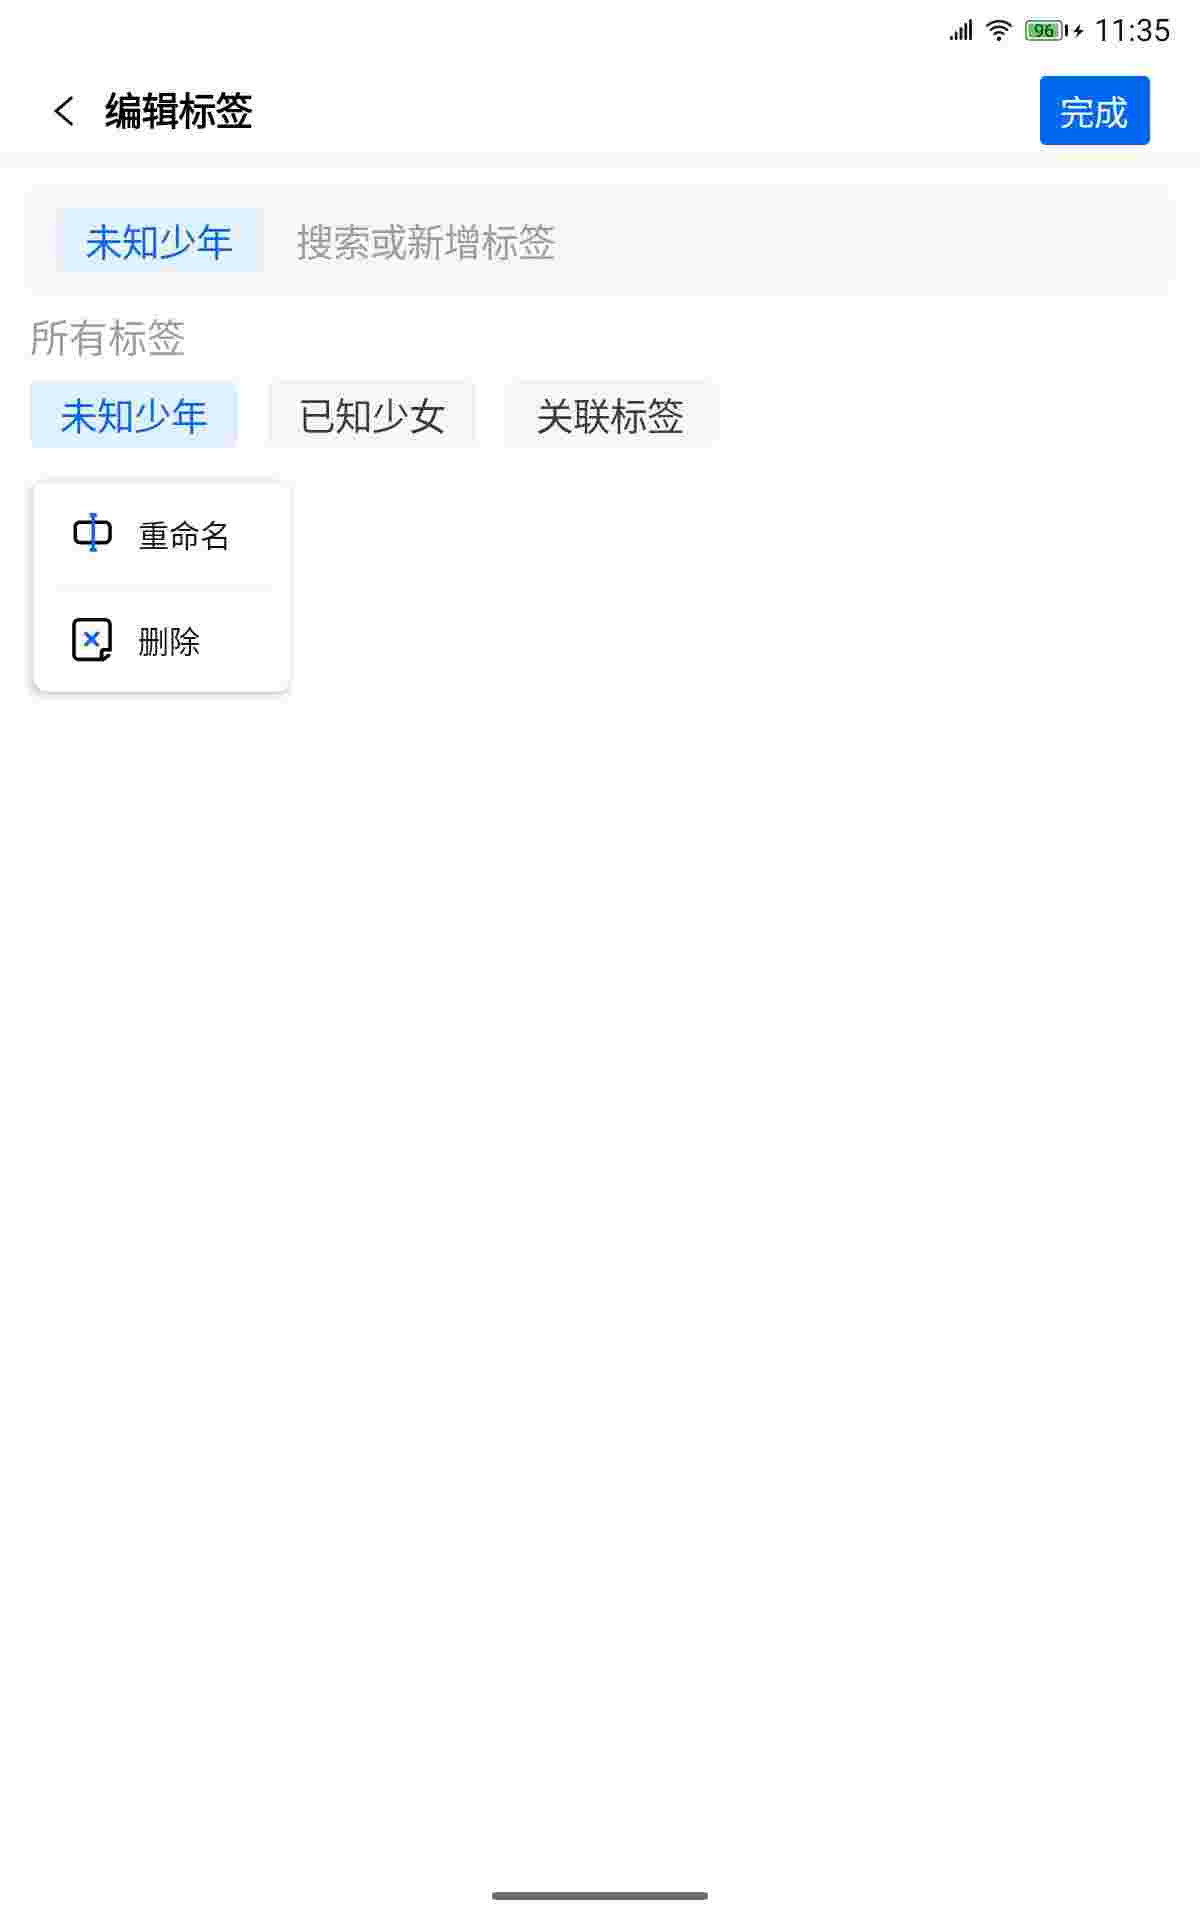 96 11:35
编辑标签
完成
未知少年 搜索或新增标签
所有标签
未知少年 已知少女 关联标签
重命名
删除